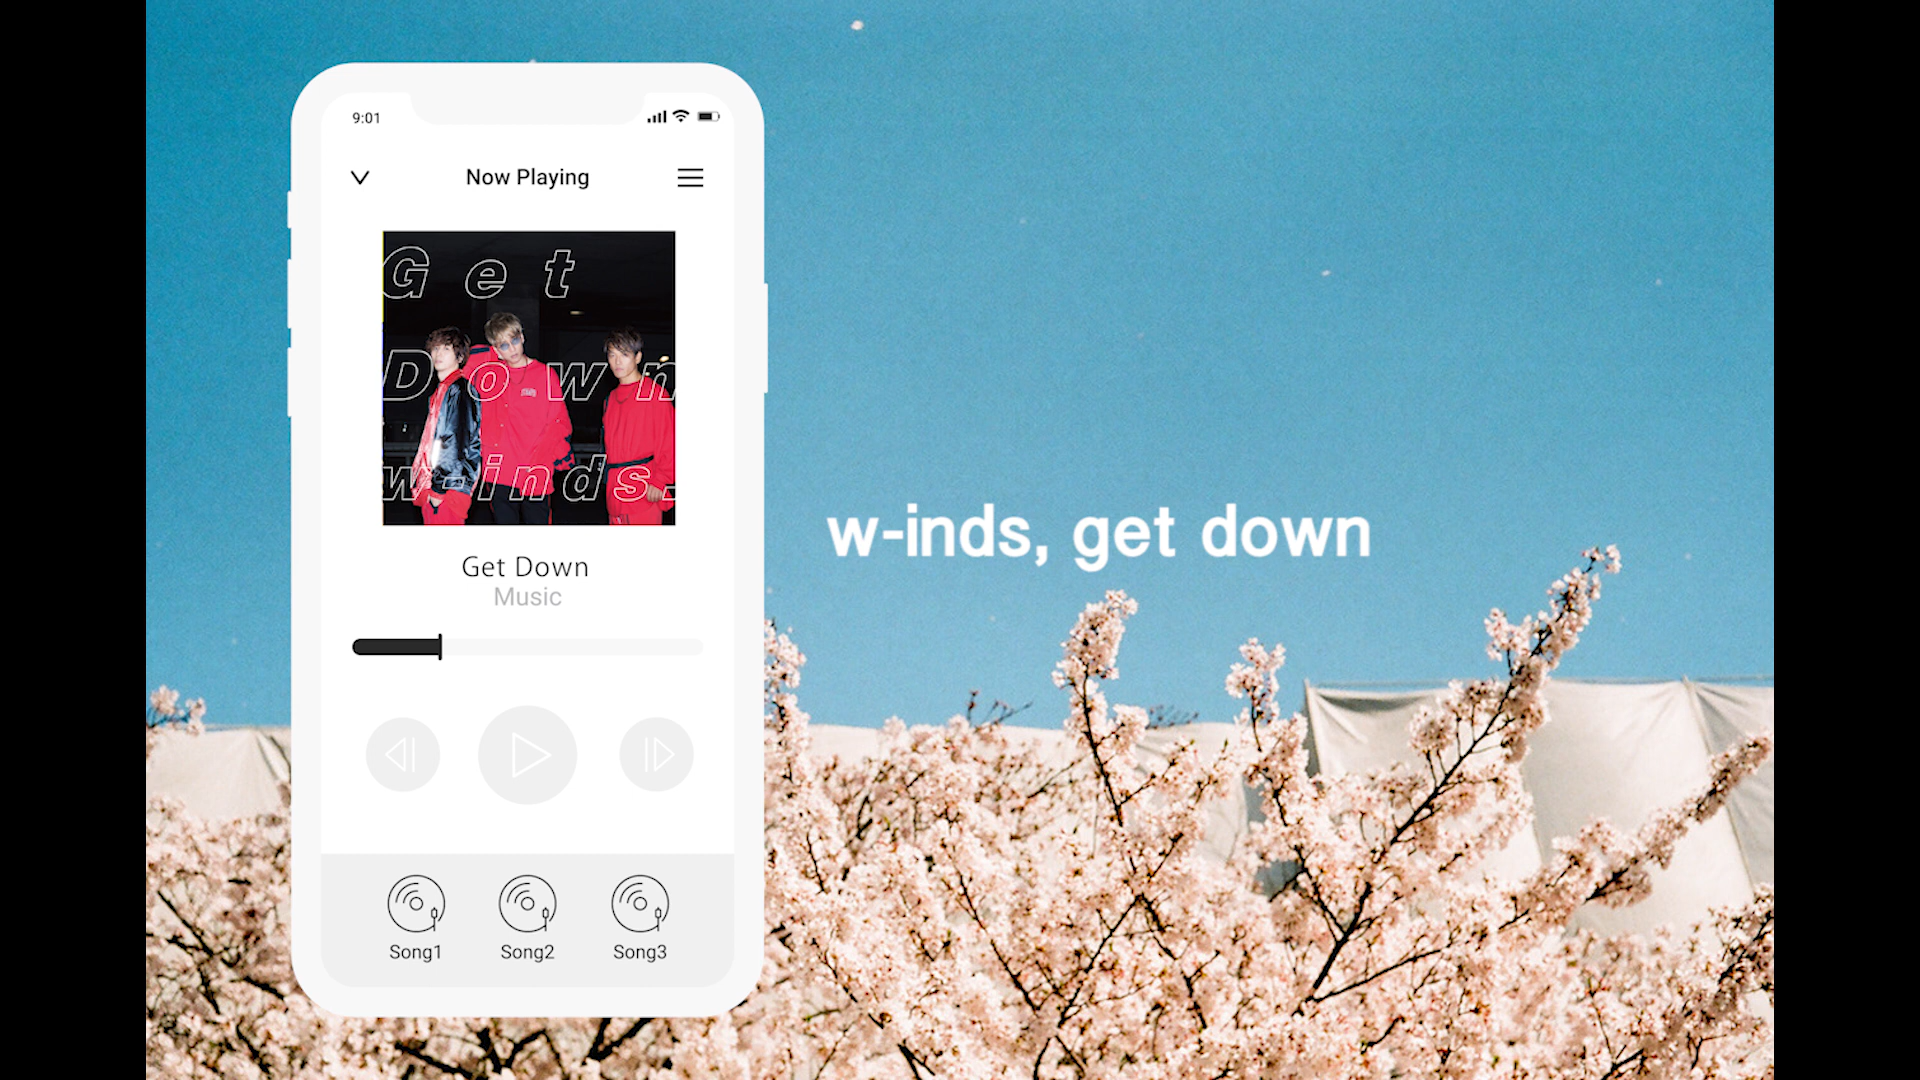 9:01
Now Playing
Get
Down
w-inds.
Get Down
Music
Song1
Song2
Song3
w-inds, get down